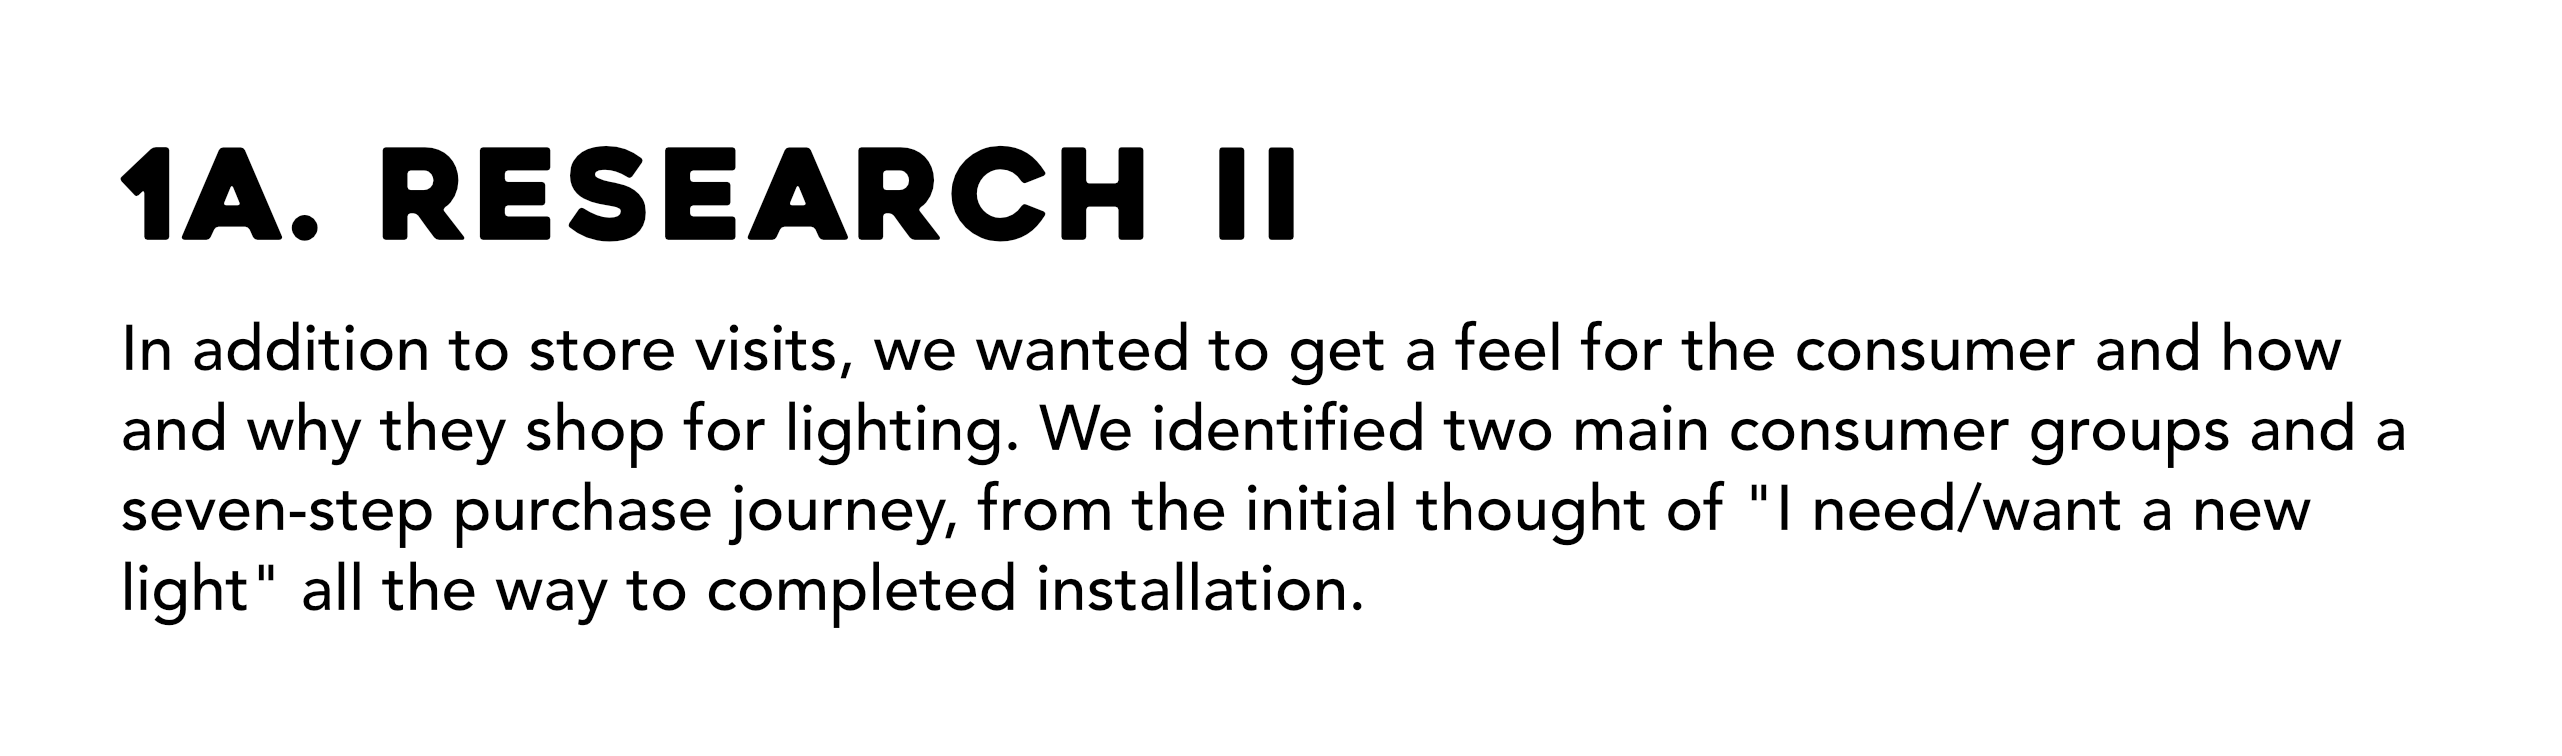 1A. RESEARCH II
In addition to store visits, we wanted to get a feel for the consumer and how
and why they shop for lighting. We identified two main consumer groups and a
seven-step purchase journey, from the initial thought of "I need/want a new
light" all the way to completed installation.